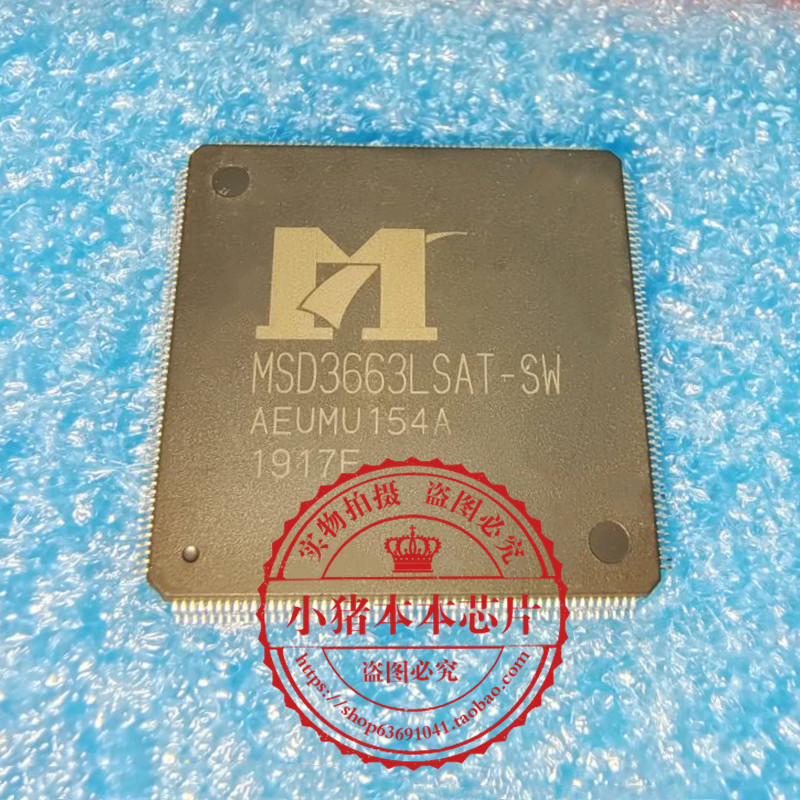 MSD3663LSAT-SW
AEUMU154A
1917E
实物拍摄 盗图必究
小猪本本芯片
盗图必究
https://shop63691041.taobao.com